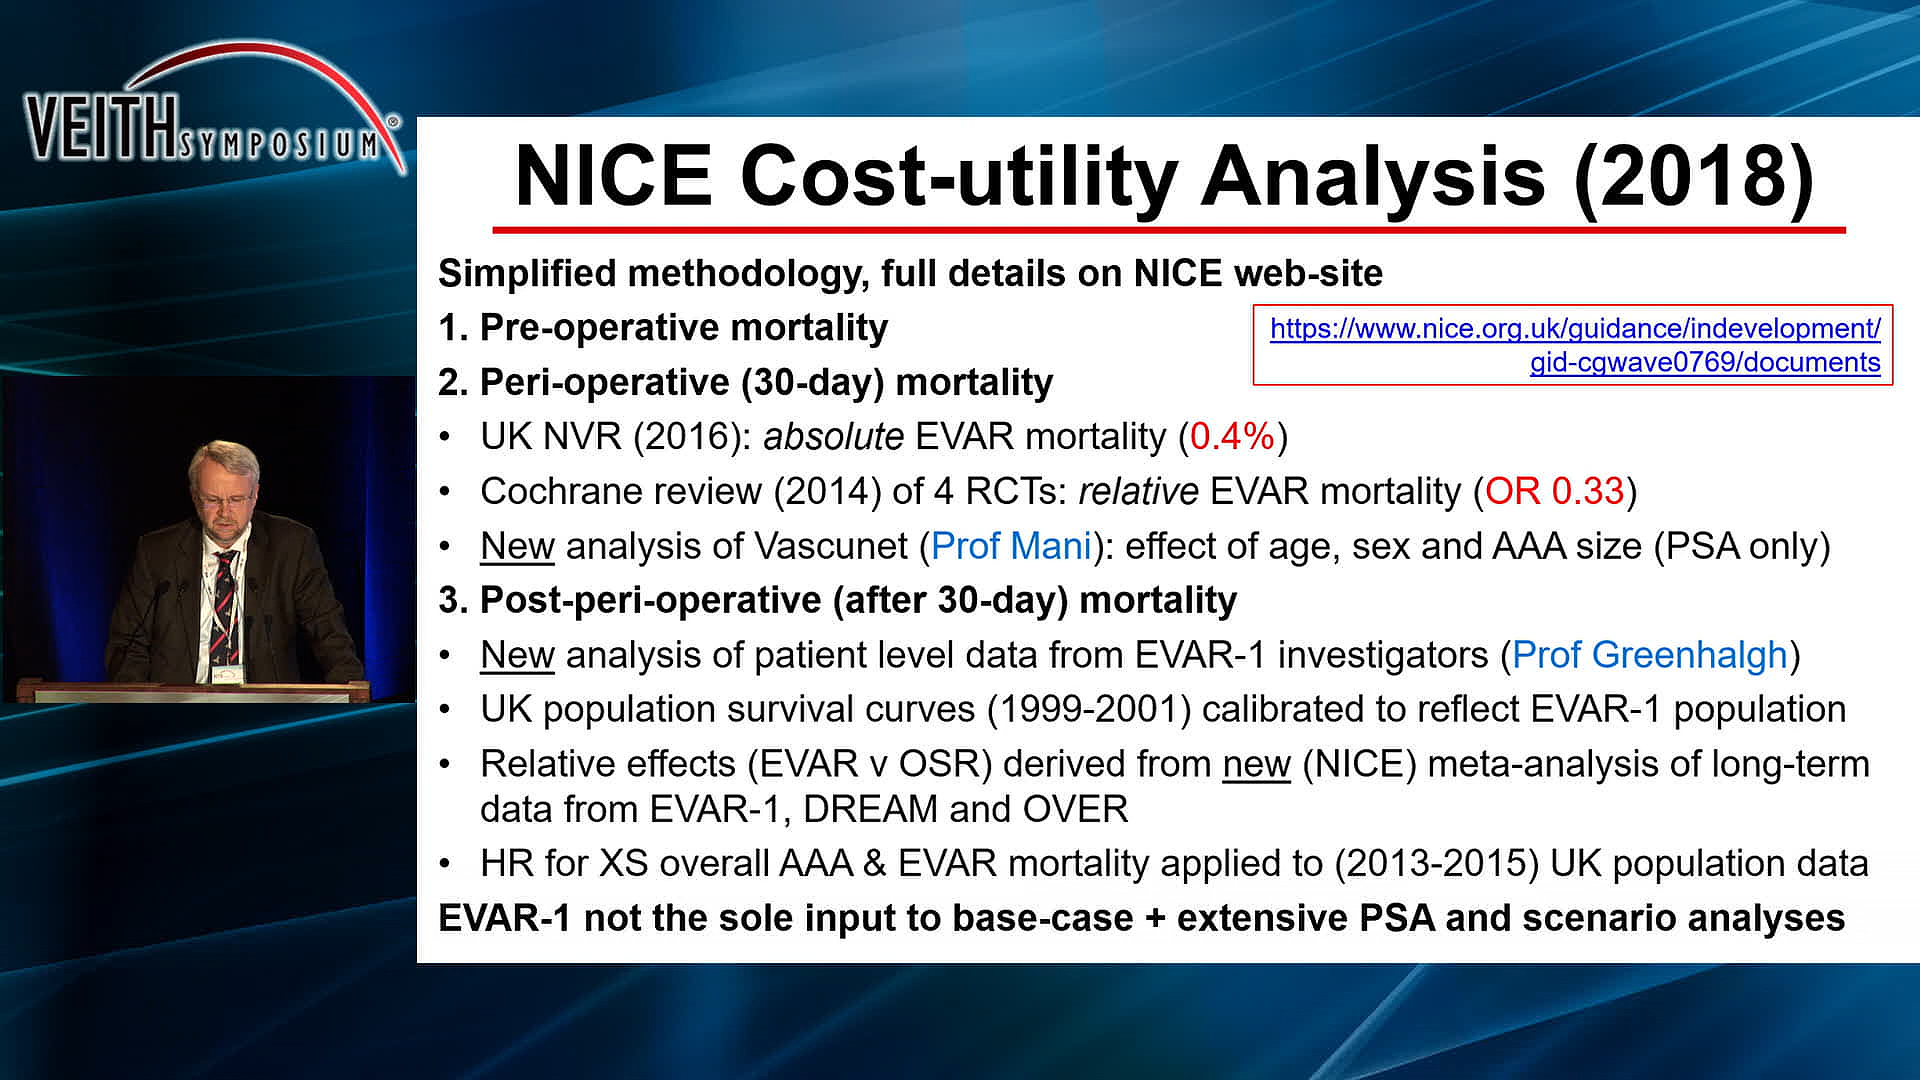 VEITH SYMPOSIUM®
NICE Cost-utility Analysis (2018)
Simplified methodology, full details on NICE web-site
1. Pre-operative mortality
https://www.nice.org.uk/guidance/indevelopment/
gid-cgwave0769/documents
2. Peri-operative (30-day) mortality
• UK NVR (2016): absolute EVAR mortality (0.4%)
• Cochrane review (2014) of 4 RCTs: relative EVAR mortality (OR 0.33)
• New analysis of Vascunet (Prof Mani): effect of age, sex and AAA size (PSA only)
3. Post-peri-operative (after 30-day) mortality
• New analysis of patient level data from EVAR-1 investigators (Prof Greenhalgh)
• UK population survival curves (1999-2001) calibrated to reflect EVAR-1 population
• Relative effects (EVAR v OSR) derived from new (NICE) meta-analysis of long-term
data from EVAR-1, DREAM and OVER
• HR for XS overall AAA & EVAR mortality applied to (2013-2015) UK population data
EVAR-1 not the sole input to base-case + extensive PSA and scenario analyses